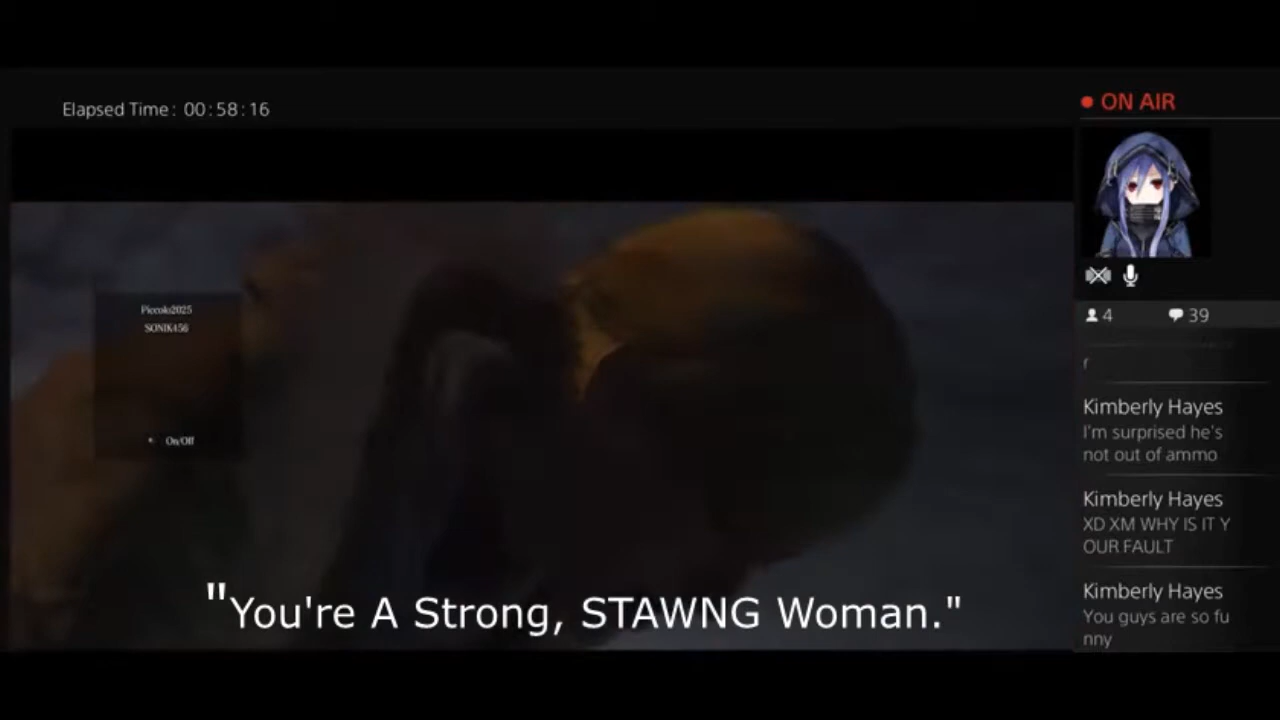 Elapsed Time: 00:58:16
ON AIR
Piccolo2025
SONIK456
On/Off
4
39
r
Kimberly Hayes
I'm surprised he's
not out of ammo
Kimberly Hayes
XD XM WHY IS IT Y
OUR FAULT
Kimberly Hayes
You guys are so fu
nny
"You're A Strong, STAWNG Woman."